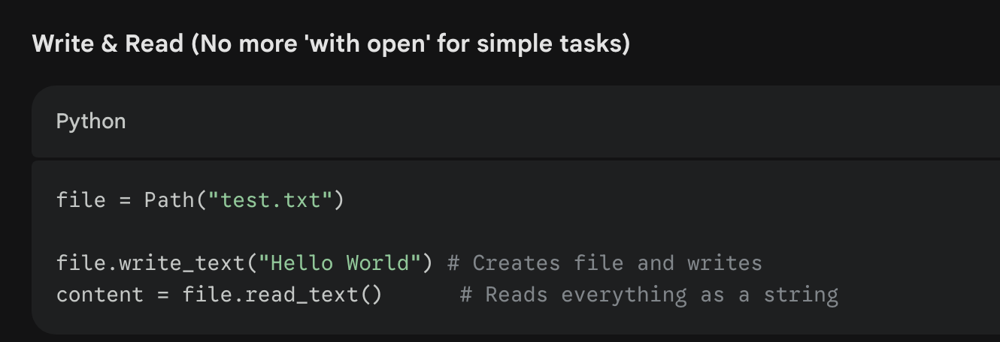 Write & Read (No more 'with open' for simple tasks)
Python
file = Path("test.txt")
file.write_text("Hello World") # Creates file and writes
content = file.read_text()      # Reads everything as a string